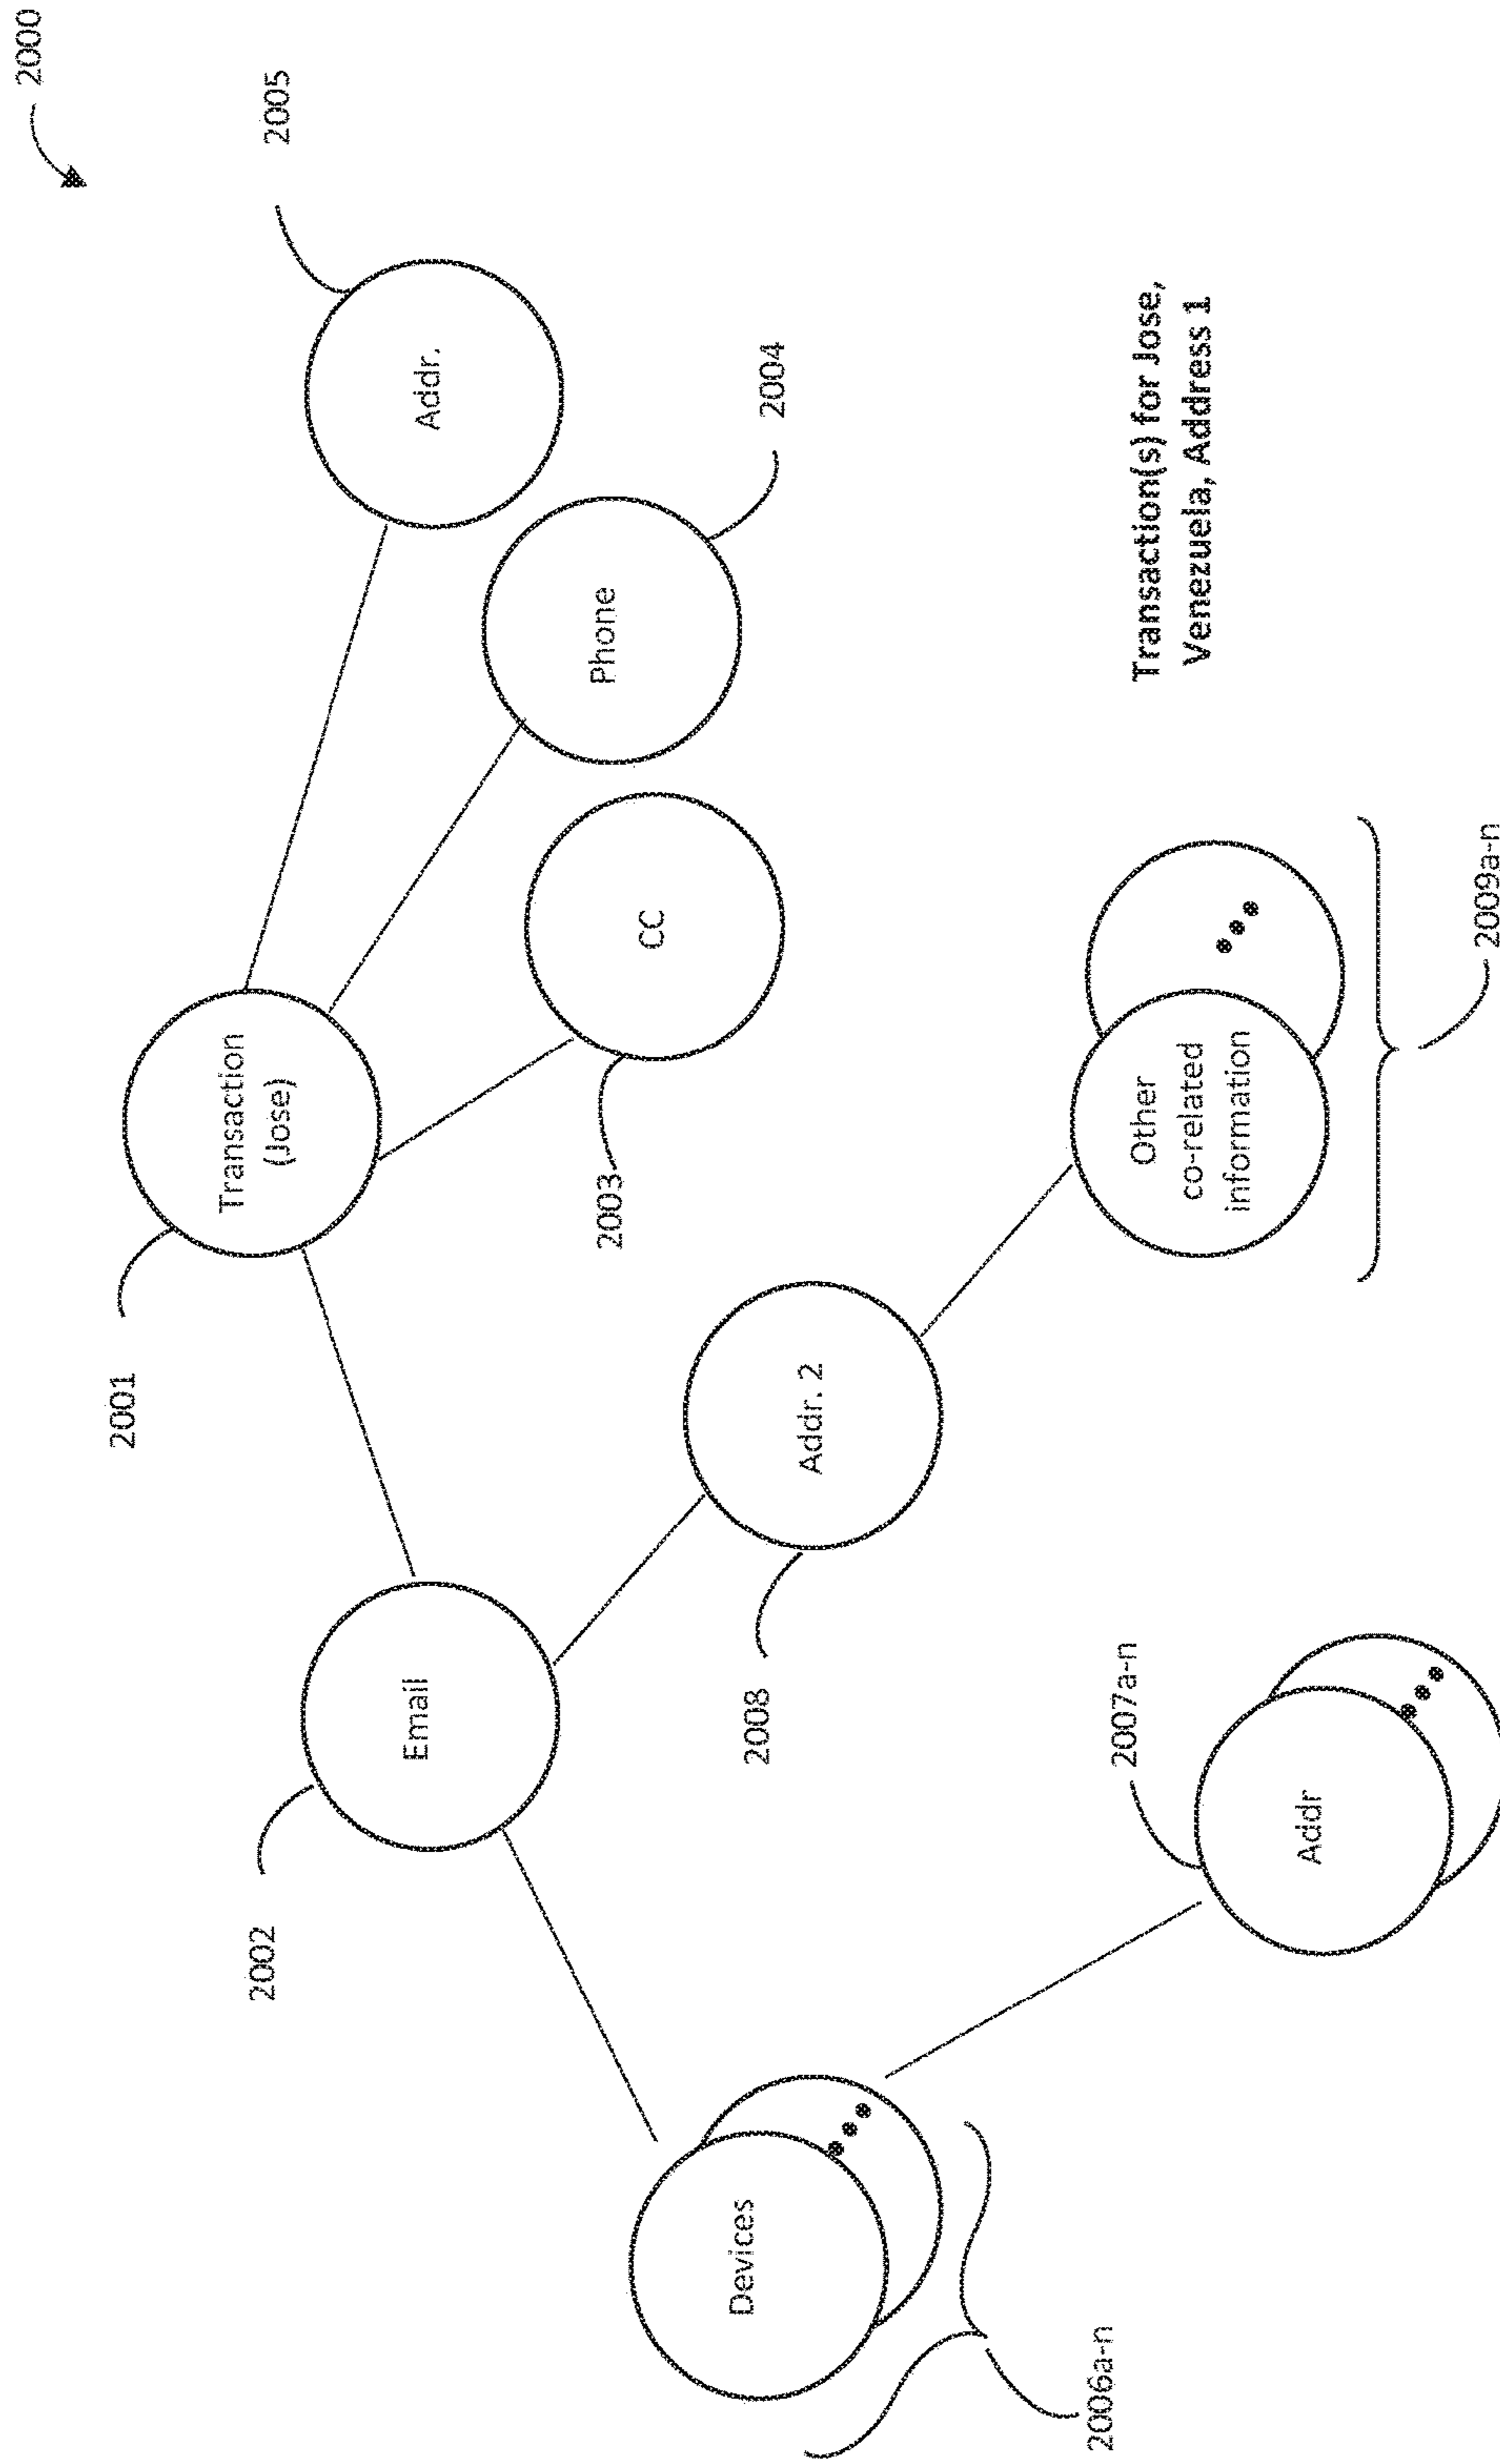 2000
Transaction
(Jose)
2001
Email
2002
CC
2003
Phone
2004
Addr.
2005
Devices
2006a-n
Addr
2007a-n
Addr. 2
2008
Other
co-related
information
2009a-n
Transaction(s) for Jose,
Venezuela, Address 1